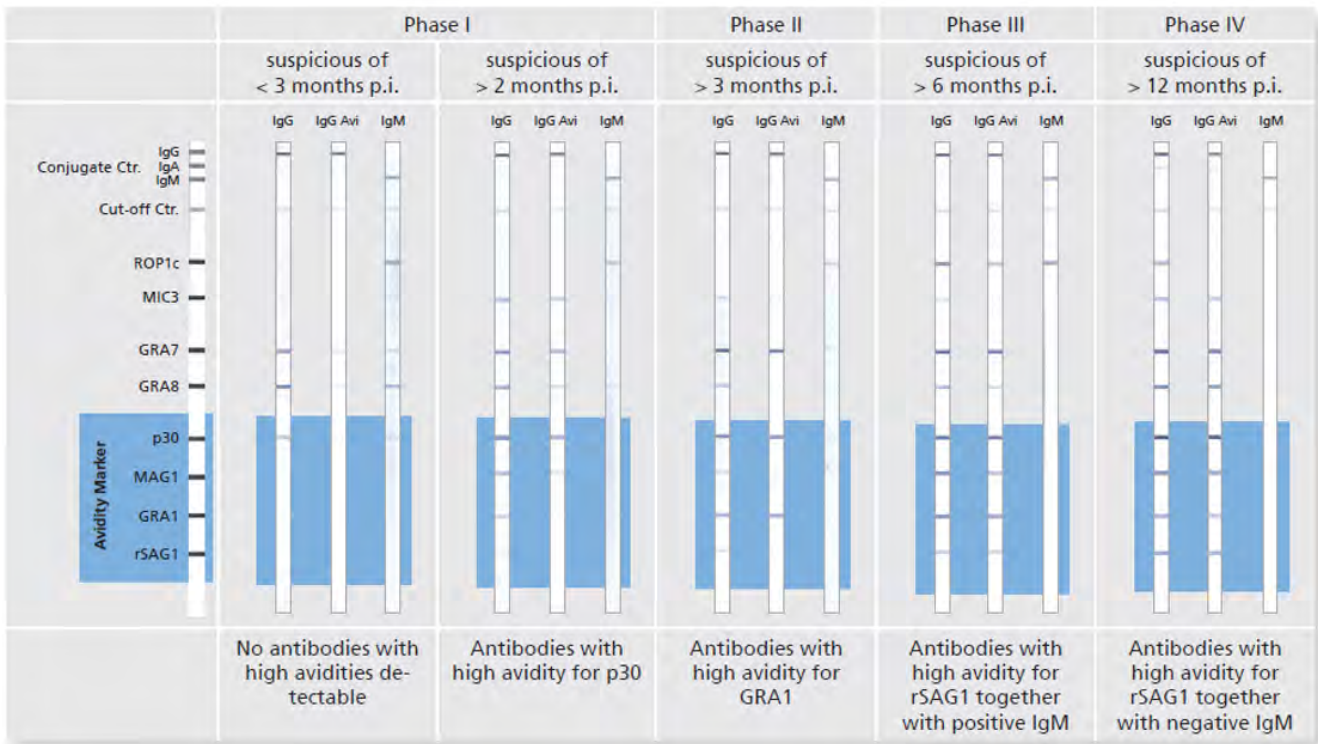 Phase I
Phase II
Phase III
Phase IV
suspicious of
< 3 months p.i.
suspicious of
> 2 months p.i.
suspicious of
> 3 months p.i.
suspicious of
> 6 months p.i.
suspicious of
> 12 months p.i.
IgG IgG Avi IgM
IgG IgG Avi IgM
IgG IgG Avi IgM
IgG IgG Avi IgM
IgG IgG Avi IgM
IgG
Conjugate Ctr. IgA
IgM
Cut-off Ctr.
ROP1c
MIC3
GRA7
GRA8
Avidity Marker
p30
MAG1
GRA1
rSAG1
No antibodies with
high avidities de-
tectable
Antibodies with
high avidity for p30
Antibodies with
high avidity for
GRA1
Antibodies with
high avidity for
rSAG1 together
with positive IgM
Antibodies with
high avidity for
rSAG1 together
with negative IgM